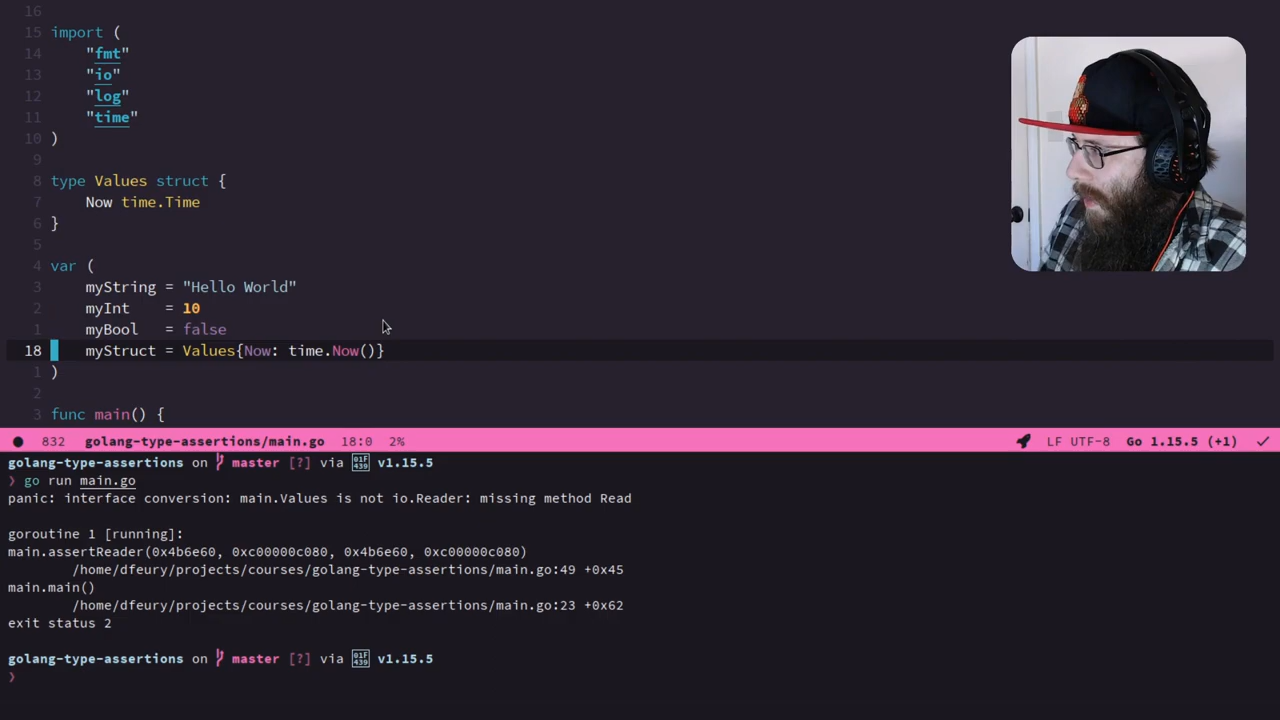 16
15 import (
14 "fmt"
13 "io"
12 "log"
11 "time"
10 )
9
8 type Values struct {
7 Now time.Time
6 }
5
4 var (
3 myString = "Hello World"
2 myInt = 10
1 myBool = false
18 myStruct = Values{Now: time.Now()}
1 )
2
3 func main() {
832 golang-type-assertions/main.go 18:0 2% LF UTF-8 Go 1.15.5 (+1)
golang-type-assertions on master [?] via 01F439 v1.15.5
❯ go run main.go
panic: interface conversion: main.Values is not io.Reader: missing method Read
goroutine 1 [running]:
main.assertReader(0x4b6e60, 0xc00000c080, 0x4b6e60, 0xc00000c080)
/home/dfeury/projects/courses/golang-type-assertions/main.go:49 +0x45
main.main()
/home/dfeury/projects/courses/golang-type-assertions/main.go:23 +0x62
exit status 2
golang-type-assertions on master [?] via 01F439 v1.15.5
❯